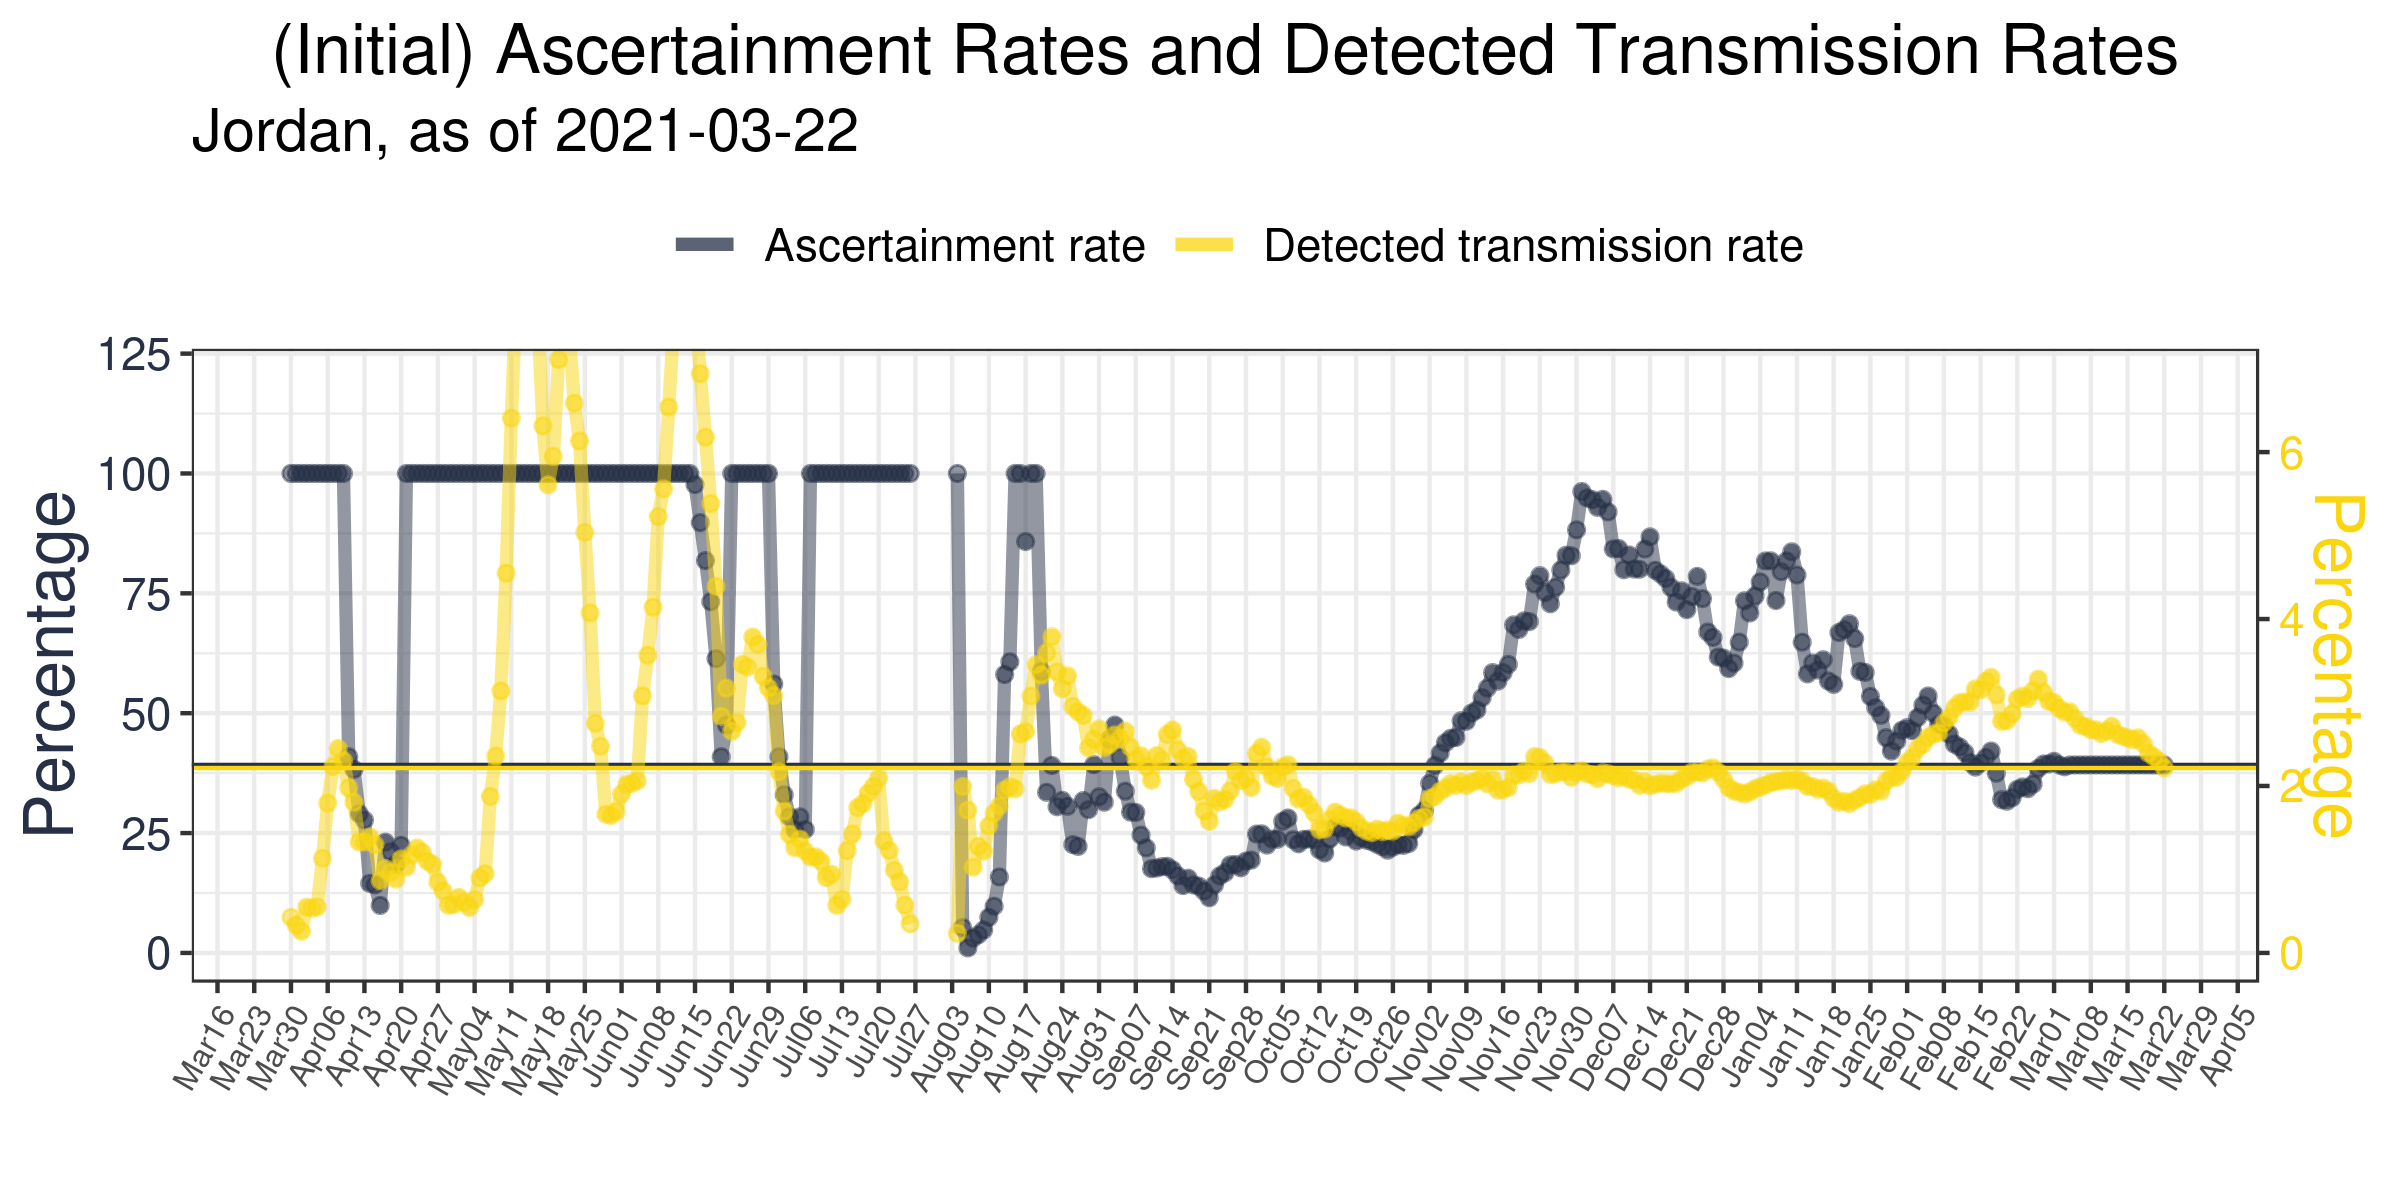 (Initial) Ascertainment Rates and Detected Transmission Rates
Jordan, as of 2021-03-22
Ascertainment rate Detected transmission rate
Percentage
125
100
75
50
25
0
6
4
2
0
Percentage
Mar16 Mar23 Mar30 Apr06 Apr13 Apr20 Apr27 May04 May11 May18 May25 Jun01 Jun08 Jun15 Jun22 Jun29 Jul06 Jul13 Jul20 Jul27 Aug03 Aug10 Aug17 Aug24 Aug31 Sep07 Sep14 Sep21 Sep28 Oct05 Oct12 Oct19 Oct26 Nov02 Nov09 Nov16 Nov23 Nov30 Dec07 Dec14 Dec21 Dec28 Jan04 Jan11 Jan18 Jan25 Feb01 Feb08 Feb15 Feb22 Mar01 Mar08 Mar15 Mar22 Mar29 Apr05